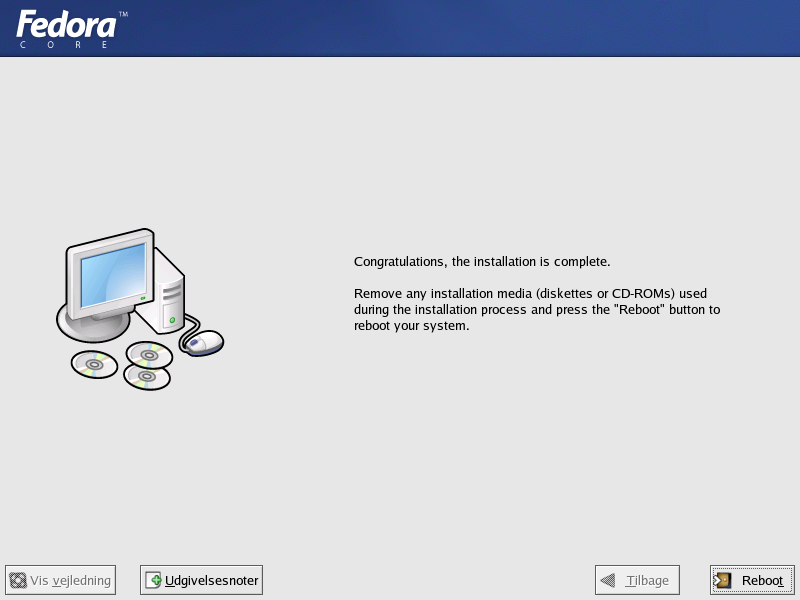 Fedora™
CORE
Congratulations, the installation is complete.
Remove any installation media (diskettes or CD-ROMs) used
during the installation process and press the "Reboot" button to
reboot your system.
Vis vejledning
Udgivelsesnoter
Tilbage
Reboot